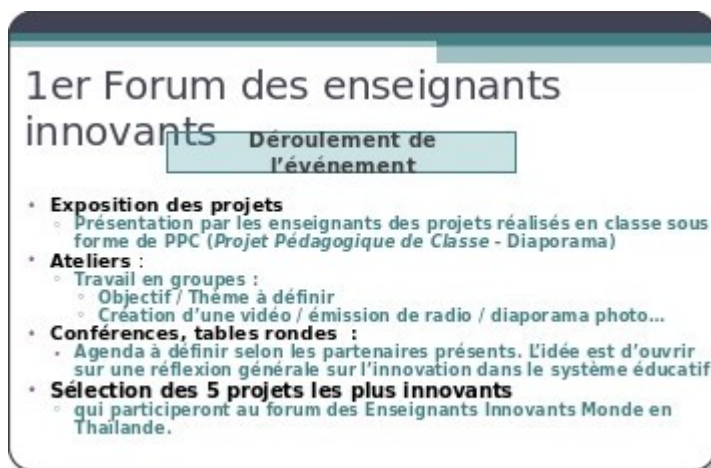 1er Forum des enseignants
innovants
Déroulement de
l’événement
• Exposition des projets
◦ Présentation par les enseignants des projets réalisés en classe sous
forme de PPC (Projet Pédagogique de Classe - Diaporama)
• Ateliers :
◦ Travail en groupes :
◦ Objectif / Thème à définir
◦ Création d’une vidéo / émission de radio / diaporama photo…
• Conférences, tables rondes :
• Agenda à définir selon les partenaires présents. L’idée est d’ouvrir
sur une réflexion générale sur l’innovation dans le système éducatif
• Sélection des 5 projets les plus innovants
◦ qui participeront au forum des Enseignants Innovants Monde en
Thaïlande.